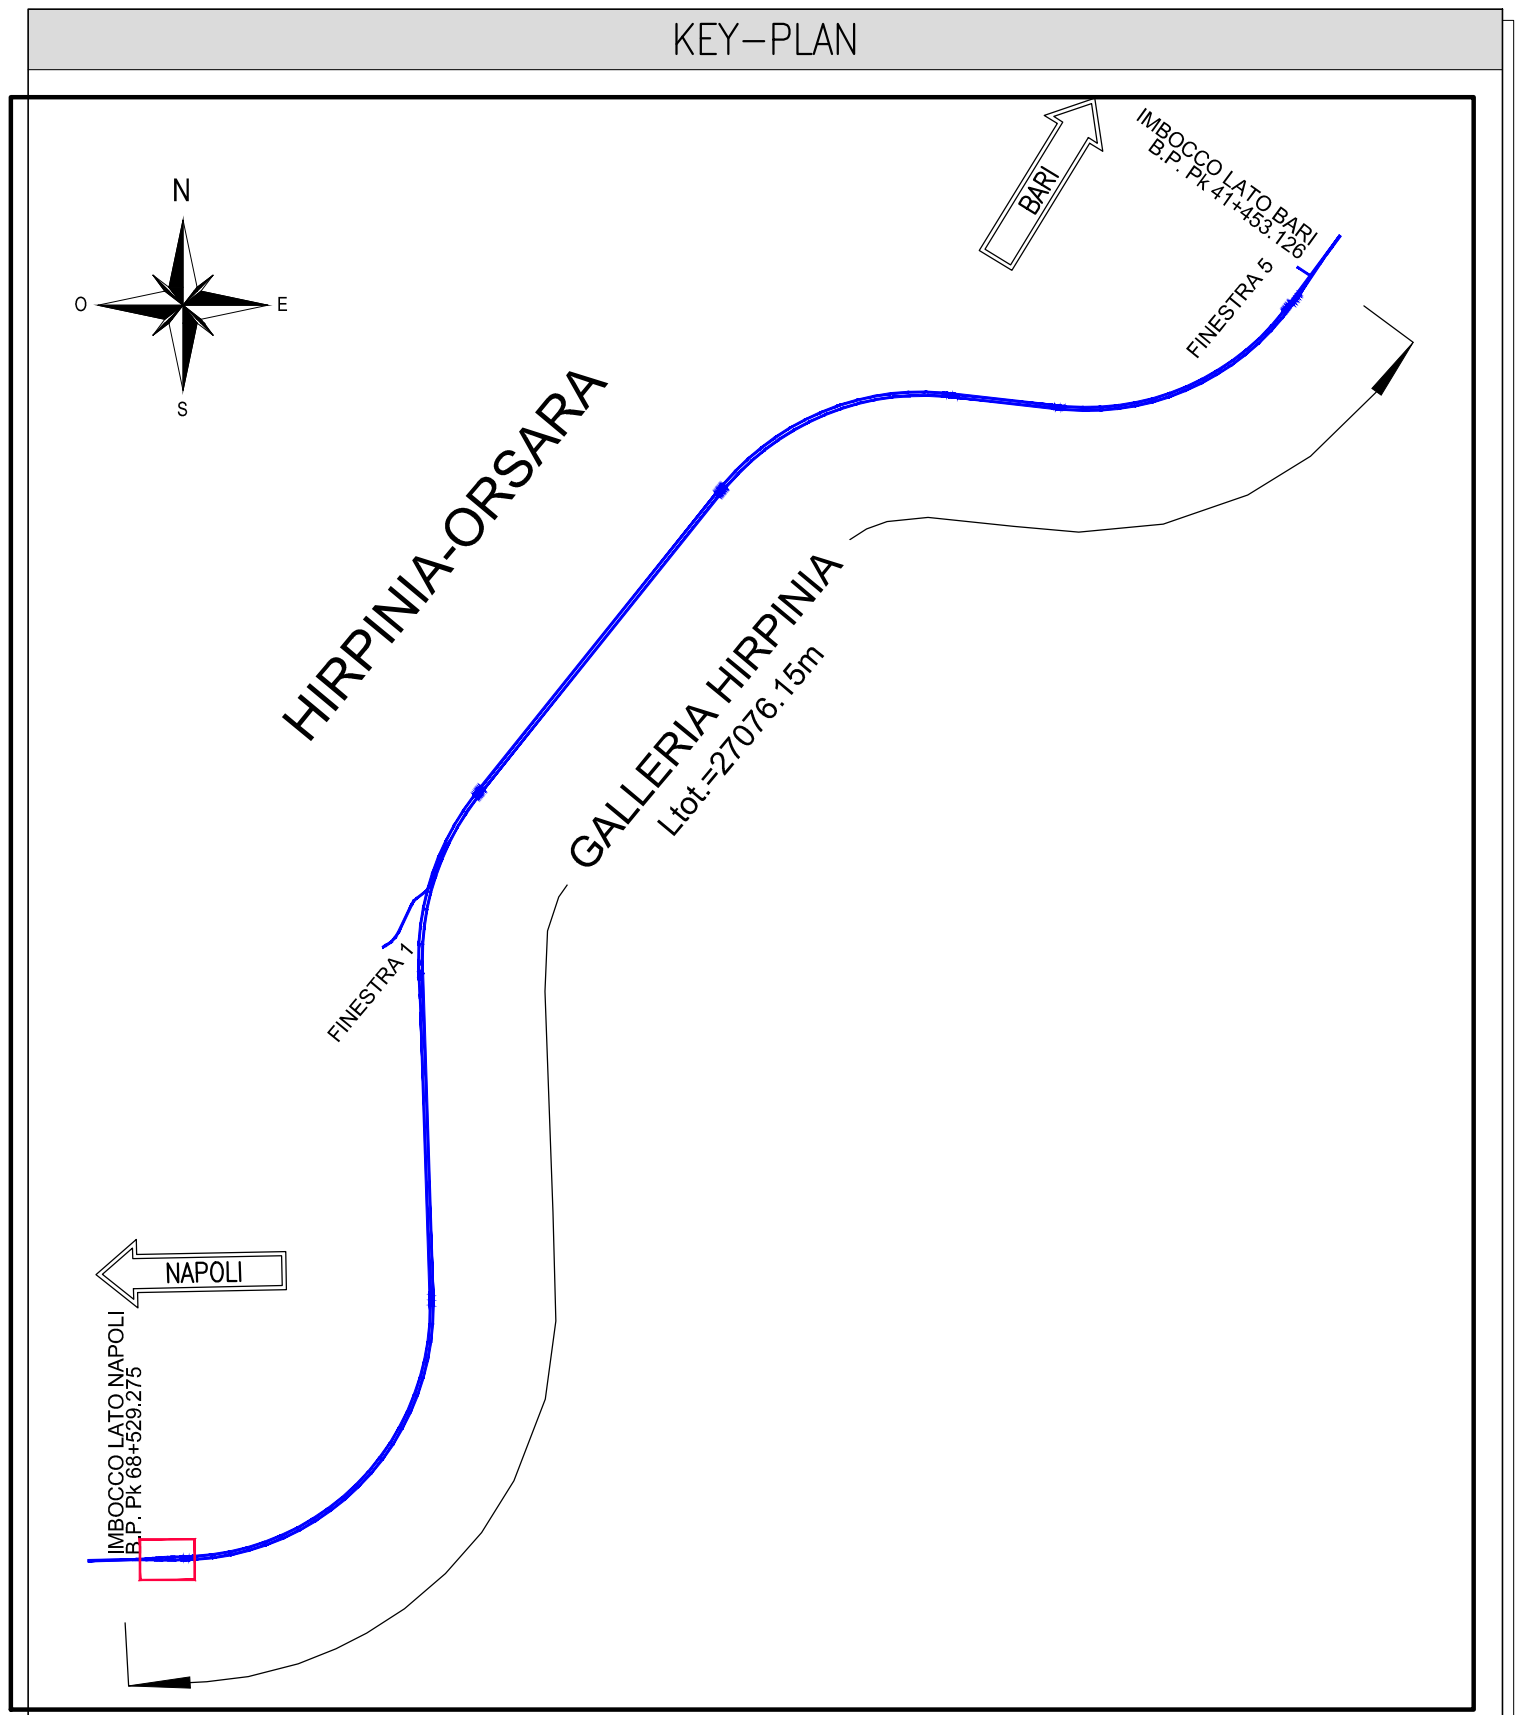 KEY-PLAN
N
O
E
S
BARI
IMBOCCO LATO BARI
B.P. Pk 41+453.126
FINESTRA 5
HIRPINIA-ORSARA
GALLERIA HIRPINIA
Ltot.=27076.15m
FINESTRA 1
NAPOLI
IMBOCCO LATO NAPOLI
B.P. Pk 68+529.275